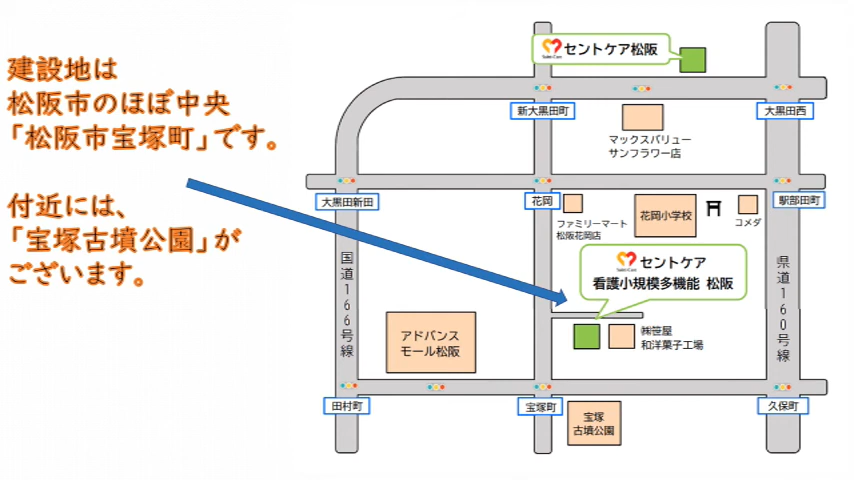 建設地は
松阪市のほぼ中央
「松阪市宝塚町」です。
付近には、
「宝塚古墳公園」が
ございます。
セントケア松阪
新大黒田町
大黒田西
マックスバリュー
サンフラワー店
大黒田新田
花岡
駅部田町
ファミリーマート
松阪花岡店
花岡小学校
コメダ
セントケア
看護小規模多機能 松阪
国道166号線
県道160号線
アドバンス
モール松阪
㈱笹屋
和洋菓子工場
田村町
宝塚町
久保町
宝塚
古墳公園